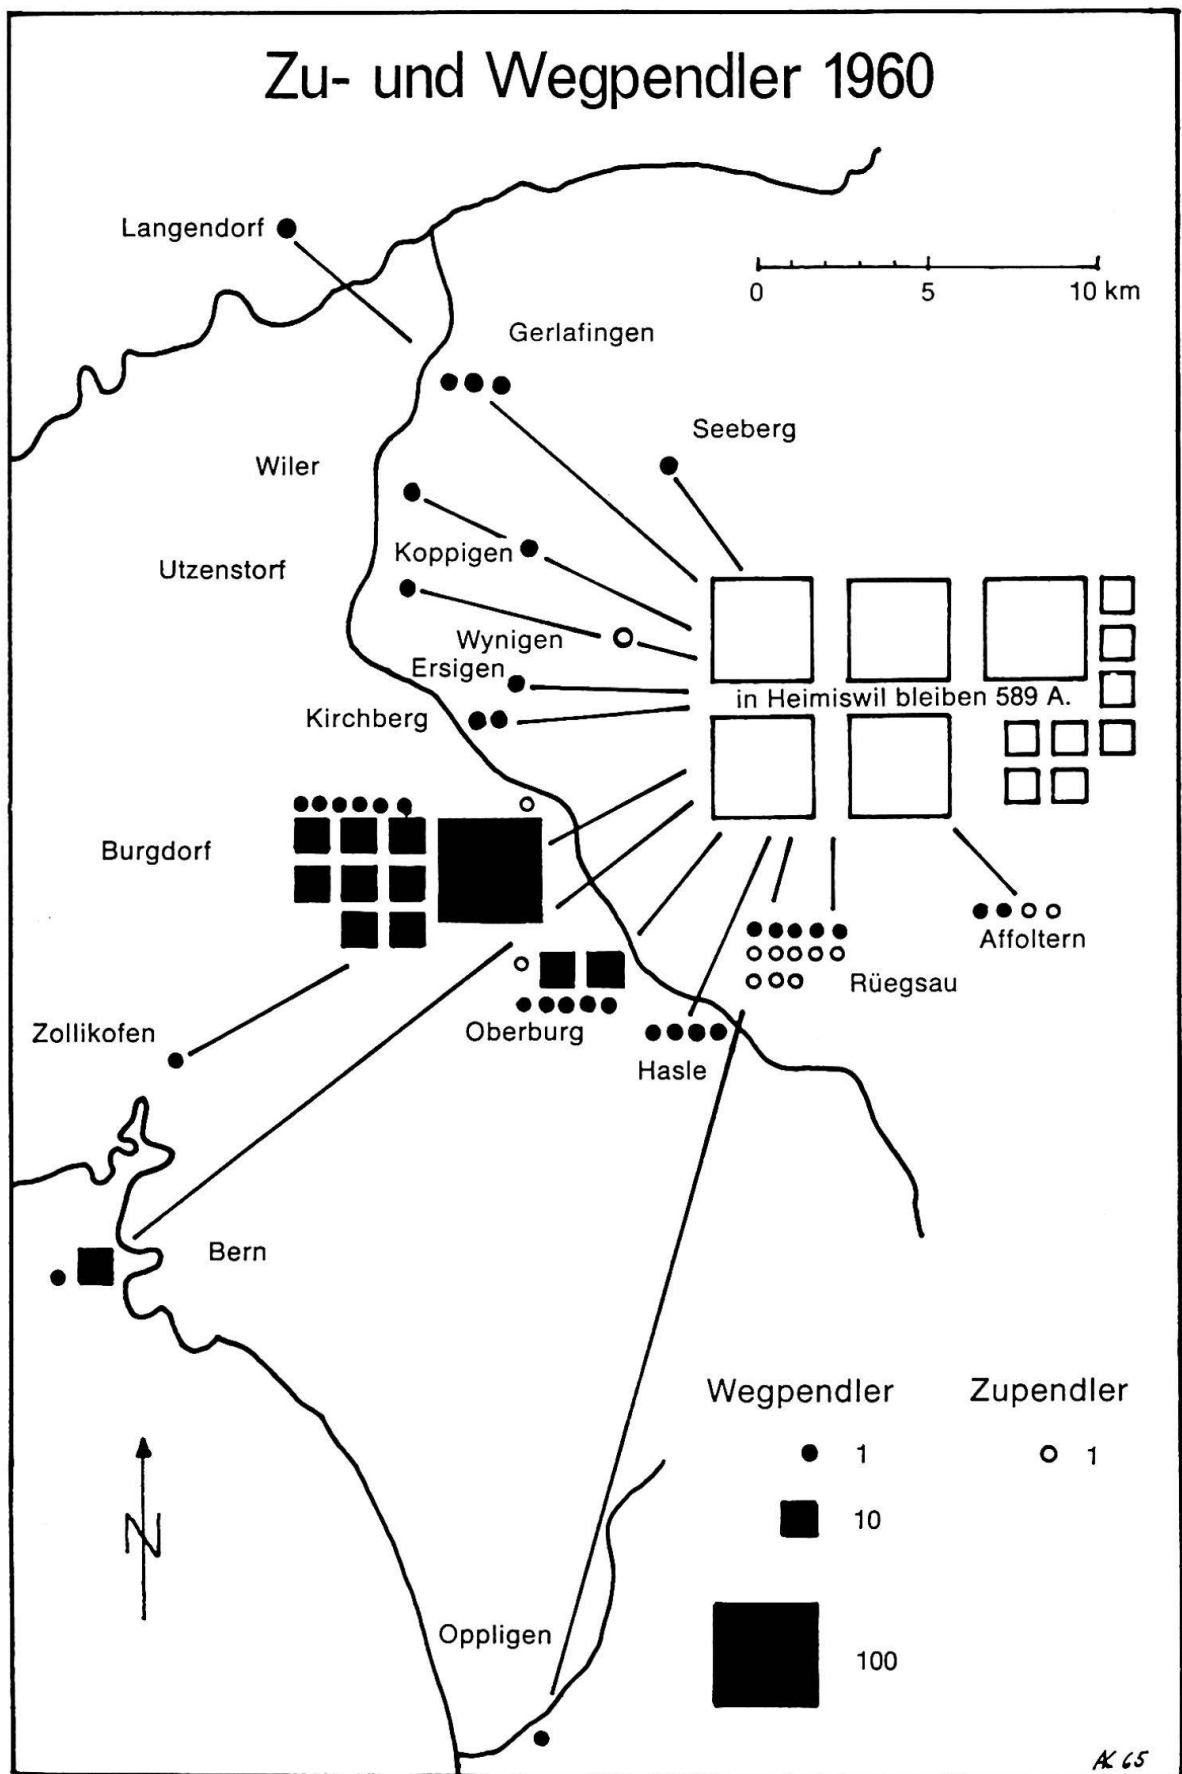 Zu- und Wegpendler 1960
Langendorf
0 5 10 km
Gerlafingen
Seeberg
Wiler
Koppigen
Utzenstorf
Wynigen
Ersigen
in Heimiswil bleiben 589 A.
Kirchberg
Burgdorf
Affoltern
Rüegsau
Zollikofen
Oberburg
Hasle
Bern
Wegpendler Zupendler
1 1
10
N
Oppligen
100
AK 65